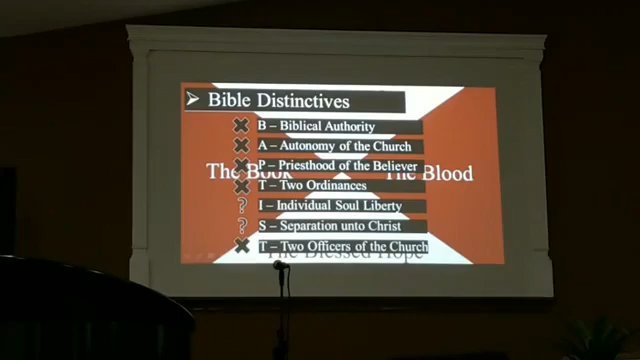 Bible Distinctives
B – Biblical Authority
A – Autonomy of the Church
P – Priesthood of the Believer
The Book
The Blood
T – Two Ordinances
I – Individual Soul Liberty
S – Separation unto Christ
T – Two Officers of the Church
The Blessed Hope